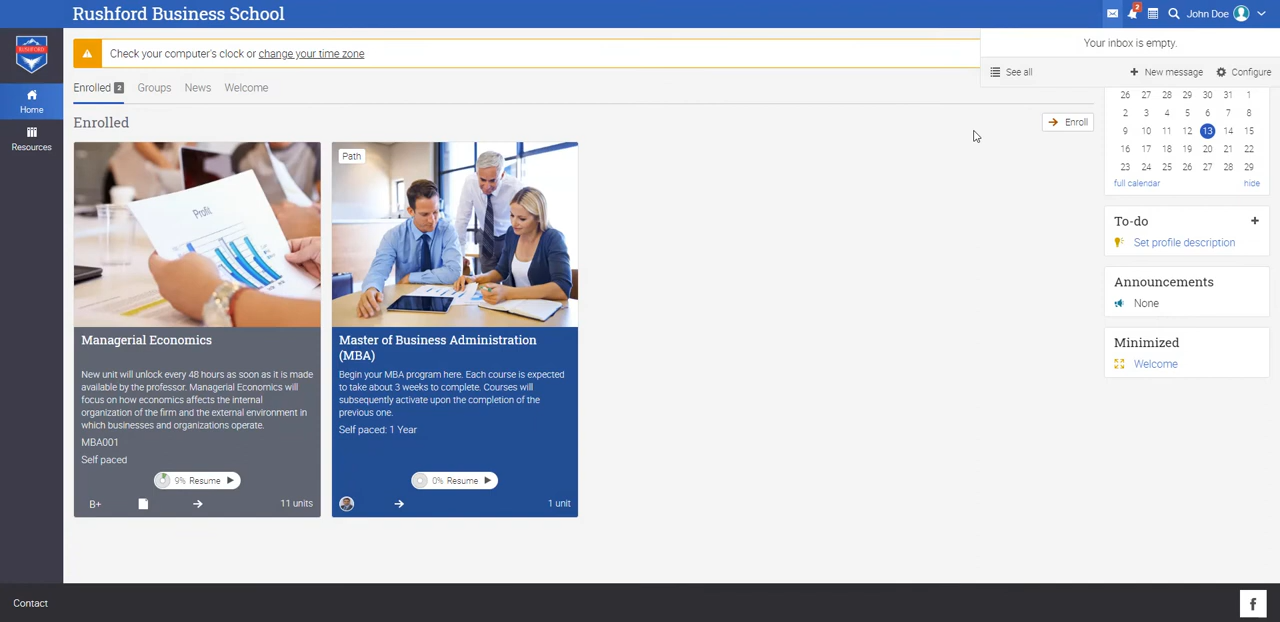 Rushford Business School
2
John Doe
RUSHFORD
Check your computer's clock or change your time zone
Your inbox is empty.
See all
New message
Configure
Home
Resources
Enrolled 2
Groups
News
Welcome
Enrolled
Enroll
26 27 28 29 30 31 1
2 3 4 5 6 7 8
9 10 11 12 13 14 15
16 17 18 19 20 21 22
23 24 25 26 27 28 29
full calendar
hide
Profit
Managerial Economics
New unit will unlock every 48 hours as soon as it is made
available by the professor. Managerial Economics will
focus on how economics affects the internal
organization of the firm and the external environment in
which businesses and organizations operate.
MBA001
Self paced
9% Resume
B+
11 units
Path
Master of Business Administration
(MBA)
Begin your MBA program here. Each course is expected
to take about 3 weeks to complete. Courses will
subsequently activate upon the completion of the
previous one.
Self paced: 1 Year
0% Resume
1 unit
To-do
Set profile description
Announcements
None
Minimized
Welcome
Contact